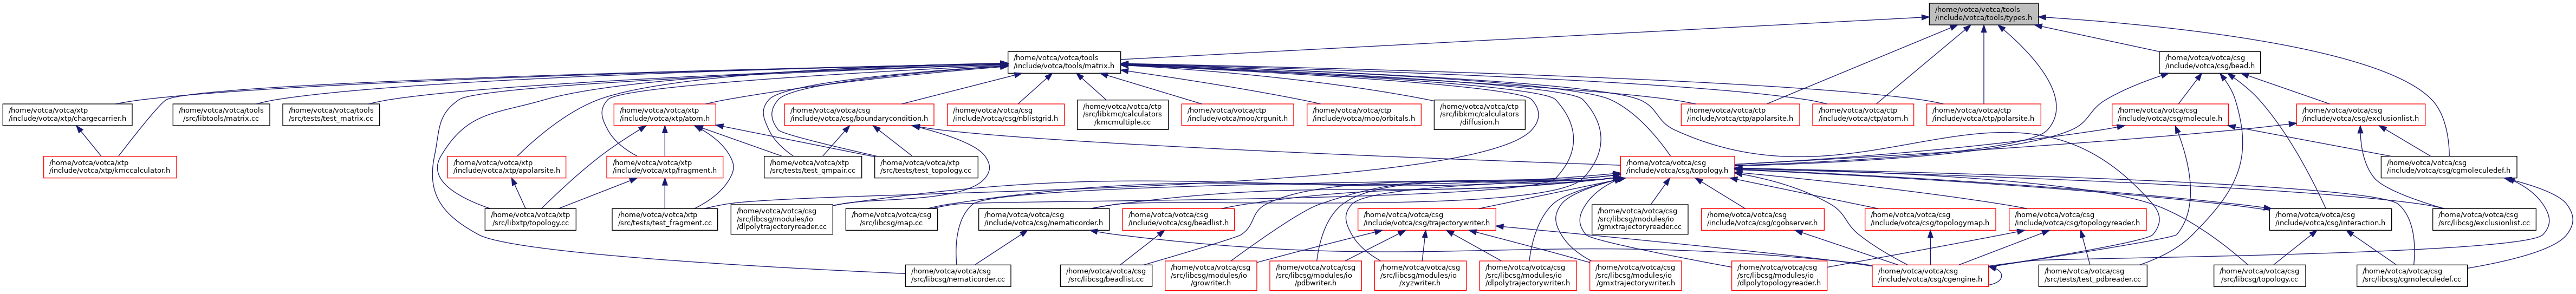 /home/votca/votca/tools
/include/votca/tools/types.h
/home/votca/votca/tools
/include/votca/tools/matrix.h
/home/votca/votca/csg
/include/votca/csg/bead.h
/home/votca/votca/xtp
/include/votca/xtp/chargecarrier.h
/home/votca/votca/tools
/src/libtools/matrix.cc
/home/votca/votca/tools
/src/tests/test_matrix.cc
/home/votca/votca/xtp
/include/votca/xtp/atom.h
/home/votca/votca/csg
/include/votca/csg/boundarycondition.h
/home/votca/votca/csg
/include/votca/csg/nblistgrid.h
/home/votca/votca/ctp
/src/libkmc/calculators
/kmcmultiple.cc
/home/votca/votca/ctp
/include/votca/moo/crgunit.h
/home/votca/votca/ctp
/include/votca/moo/orbitals.h
/home/votca/votca/ctp
/src/libkmc/calculators
/diffusion.h
/home/votca/votca/ctp
/include/votca/ctp/apolarsite.h
/home/votca/votca/ctp
/include/votca/ctp/atom.h
/home/votca/votca/ctp
/include/votca/ctp/polarsite.h
/home/votca/votca/csg
/include/votca/csg/molecule.h
/home/votca/votca/csg
/include/votca/csg/exclusionlist.h
/home/votca/votca/xtp
/include/votca/xtp/kmccalculator.h
/home/votca/votca/xtp
/include/votca/xtp/apolarsite.h
/home/votca/votca/xtp
/include/votca/xtp/fragment.h
/home/votca/votca/xtp
/src/tests/test_qmpair.cc
/home/votca/votca/xtp
/src/tests/test_topology.cc
/home/votca/votca/csg
/include/votca/csg/topology.h
/home/votca/votca/csg
/include/votca/csg/cgmoleculedef.h
/home/votca/votca/xtp
/src/libxtp/topology.cc
/home/votca/votca/xtp
/src/tests/test_fragment.cc
/home/votca/votca/csg
/src/libcsg/modules/io
/dlpolytrajectoryreader.cc
/home/votca/votca/csg
/src/libcsg/map.cc
/home/votca/votca/csg
/include/votca/csg/nematicorder.h
/home/votca/votca/csg
/include/votca/csg/beadlist.h
/home/votca/votca/csg
/include/votca/csg/trajectorywriter.h
/home/votca/votca/csg
/src/libcsg/modules/io
/gmxtrajectoryreader.cc
/home/votca/votca/csg
/include/votca/csg/cgobserver.h
/home/votca/votca/csg
/include/votca/csg/topologymap.h
/home/votca/votca/csg
/include/votca/csg/topologyreader.h
/home/votca/votca/csg
/include/votca/csg/interaction.h
/home/votca/votca/csg
/src/libcsg/exclusionlist.cc
/home/votca/votca/csg
/src/libcsg/nematicorder.cc
/home/votca/votca/csg
/src/libcsg/beadlist.cc
/home/votca/votca/csg
/src/libcsg/modules/io
/growriter.h
/home/votca/votca/csg
/src/libcsg/modules/io
/pdbwriter.h
/home/votca/votca/csg
/src/libcsg/modules/io
/xyzwriter.h
/home/votca/votca/csg
/src/libcsg/modules/io
/dlpolytrajectorywriter.h
/home/votca/votca/csg
/src/libcsg/modules/io
/gmxtrajectorywriter.h
/home/votca/votca/csg
/include/votca/csg/cgengine.h
/home/votca/votca/csg
/src/libcsg/modules/io
/dlpolytopologyreader.h
/home/votca/votca/csg
/src/tests/test_pdbreader.cc
/home/votca/votca/csg
/src/libcsg/topology.cc
/home/votca/votca/csg
/src/libcsg/cgmoleculedef.cc